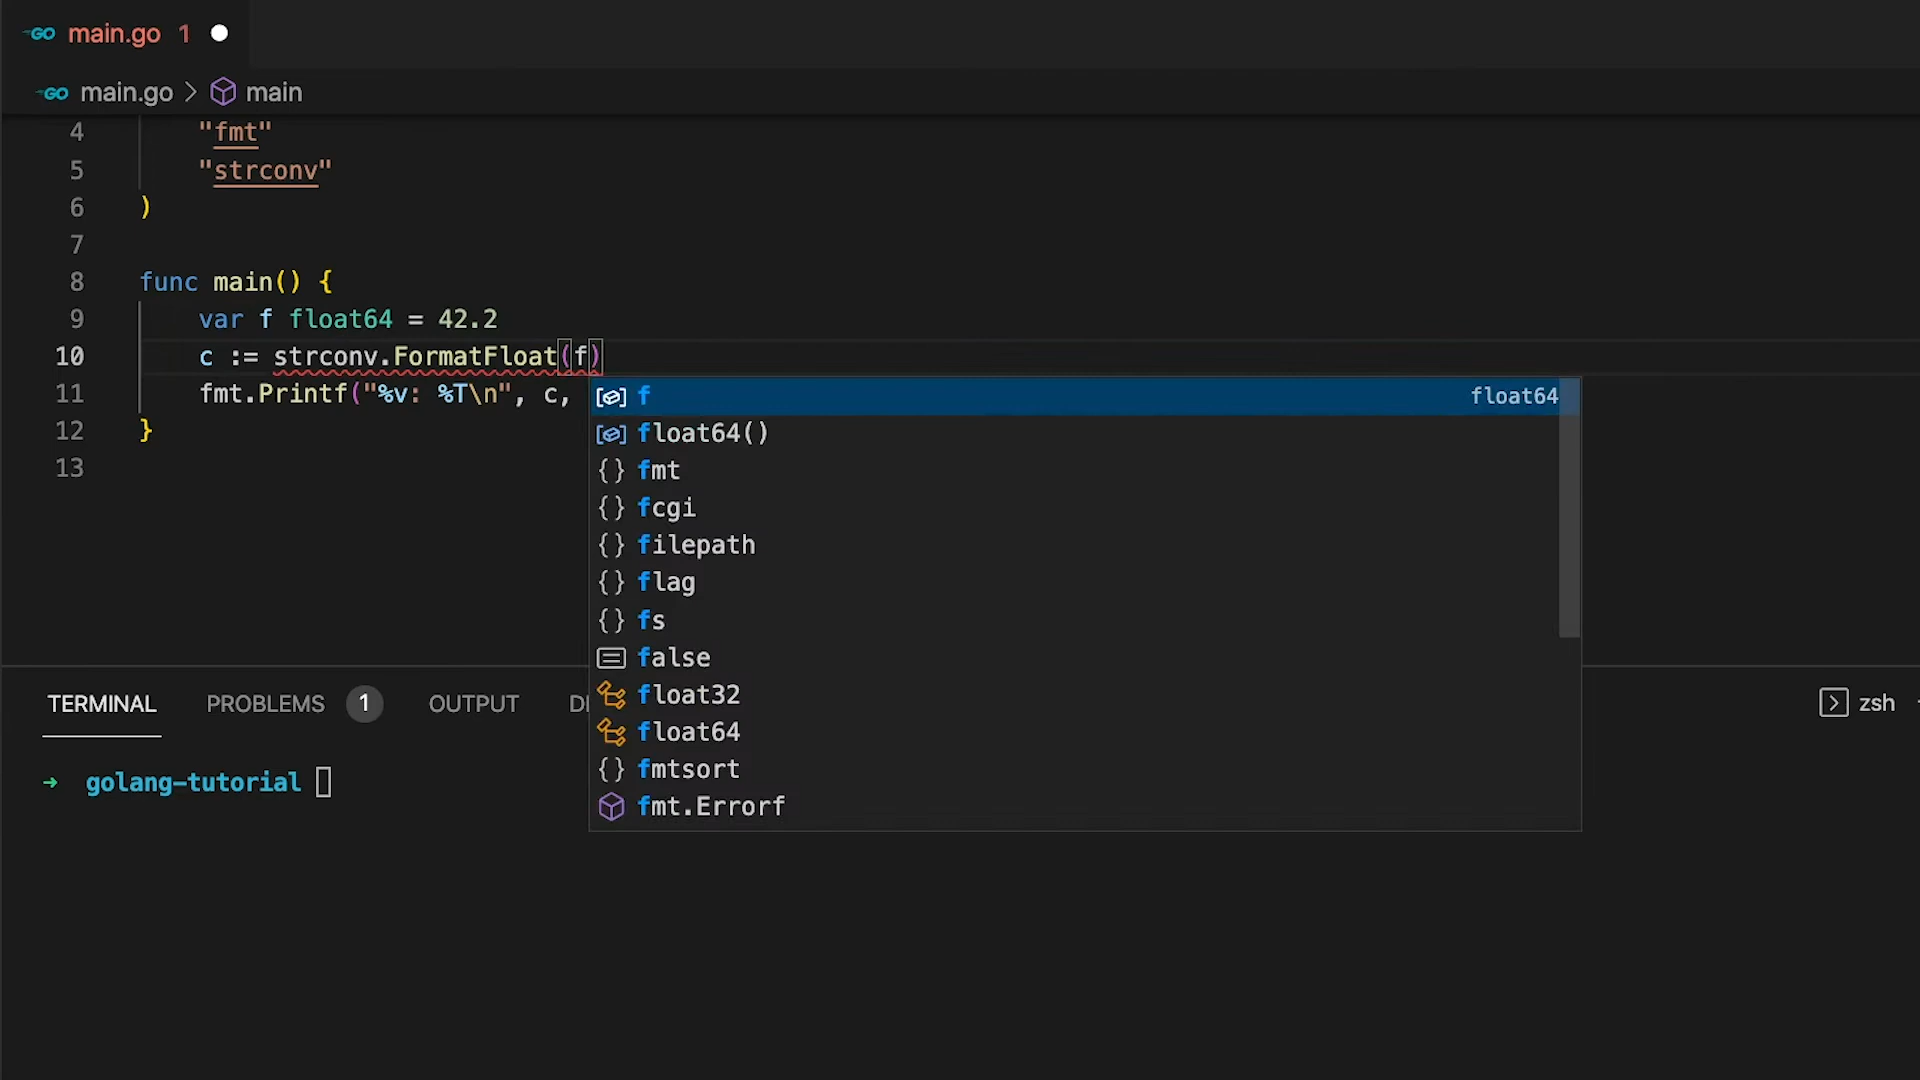 GO main.go 1
GO main.go > main
4 "fmt"
5 "strconv"
6 )
7
8 func main() {
9 var f float64 = 42.2
10 c := strconv.FormatFloat(f)
11 fmt.Printf("%v: %T\n", c,
12 }
13
f float64
float64()
fmt
fcgi
filepath
flag
fs
false
float32
float64
fmtsort
fmt.Errorf
TERMINAL PROBLEMS 1 OUTPUT zsh
→ golang-tutorial